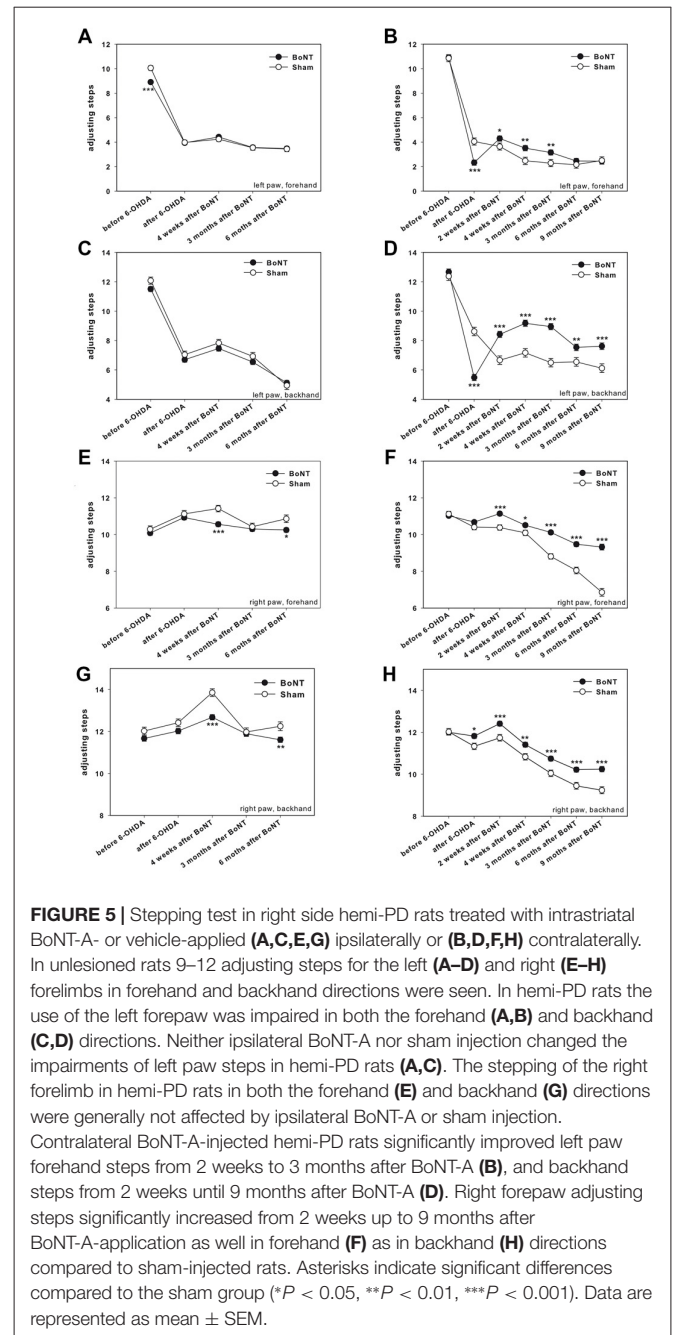 A
BoNT
Sham
adjusting steps
12
10
8
6
4
2
0
***
left paw, forehand
before 6-OHDA
after 6-OHDA
4 weeks after BoNT
3 months after BoNT
6 moths after BoNT
B
BoNT
Sham
adjusting steps
12
10
8
6
4
2
0
***
*
**
**
left paw, forehand
before 6-OHDA
after 6-OHDA
2 weeks after BoNT
4 weeks after BoNT
3 months after BoNT
6 moths after BoNT
9 moths after BoNT
C
BoNT
Sham
adjusting steps
14
12
10
8
6
4
left paw, backhand
before 6-OHDA
after 6-OHDA
4 weeks after BoNT
3 months after BoNT
6 moths after BoNT
D
BoNT
Sham
adjusting steps
14
12
10
8
6
4
***
***
***
***
**
***
left paw, backhand
before 6-OHDA
after 6-OHDA
2 weeks after BoNT
4 weeks after BoNT
3 months after BoNT
6 moths after BoNT
9 moths after BoNT
E
BoNT
Sham
adjusting steps
14
12
10
8
6
***
*
right paw, forehand
before 6-OHDA
after 6-OHDA
4 weeks after BoNT
3 months after BoNT
6 moths after BoNT
F
BoNT
Sham
adjusting steps
14
12
10
8
6
***
*
***
***
***
right paw, forehand
before 6-OHDA
after 6-OHDA
2 weeks after BoNT
4 weeks after BoNT
3 months after BoNT
6 moths after BoNT
9 moths after BoNT
G
BoNT
Sham
adjusting steps
14
12
10
8
***
**
right paw, backhand
before 6-OHDA
after 6-OHDA
4 weeks after BoNT
3 months after BoNT
6 moths after BoNT
H
BoNT
Sham
adjusting steps
14
12
10
8
*
***
**
***
***
***
right paw, backhand
before 6-OHDA
after 6-OHDA
2 weeks after BoNT
4 weeks after BoNT
3 months after BoNT
6 moths after BoNT
9 moths after BoNT
FIGURE 5 | Stepping test in right side hemi-PD rats treated with intrastriatal
BoNT-A- or vehicle-applied (A,C,E,G) ipsilaterally or (B,D,F,H) contralaterally.
In unlesioned rats 9–12 adjusting steps for the left (A–D) and right (E–H)
forelimbs in forehand and backhand directions were seen. In hemi-PD rats the
use of the left forepaw was impaired in both the forehand (A,B) and backhand
(C,D) directions. Neither ipsilateral BoNT-A nor sham injection changed the
impairments of left paw steps in hemi-PD rats (A,C). The stepping of the right
forelimb in hemi-PD rats in both the forehand (E) and backhand (G) directions
were generally not affected by ipsilateral BoNT-A or sham injection.
Contralateral BoNT-A-injected hemi-PD rats significantly improved left paw
forehand steps from 2 weeks to 3 months after BoNT-A (B), and backhand
steps from 2 weeks until 9 months after BoNT-A (D). Right forepaw adjusting
steps significantly increased from 2 weeks up to 9 months after
BoNT-A-application as well in forehand (F) as in backhand (H) directions
compared to sham-injected rats. Asterisks indicate significant differences
compared to the sham group (*P < 0.05, **P < 0.01, ***P < 0.001). Data are
represented as mean ± SEM.